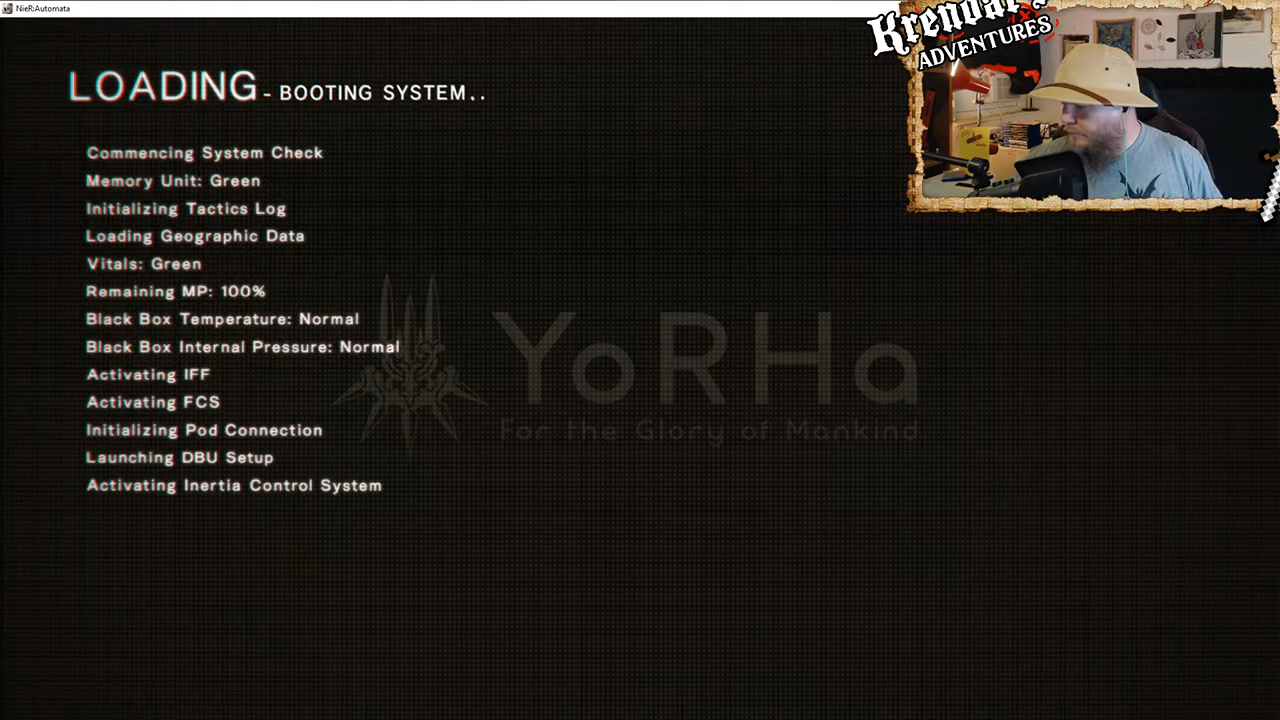 NieR:Automata
LOADING - BOOTING SYSTEM..
Commencing System Check
Memory Unit: Green
Initializing Tactics Log
Loading Geographic Data
Vitals: Green
Remaining MP: 100%
Black Box Temperature: Normal
Black Box Internal Pressure: Normal
Activating IFF
Activating FCS
Initializing Pod Connection
Launching DBU Setup
Activating Inertia Control System
YoRHa
For the Glory of Mankind
ADVENTURES